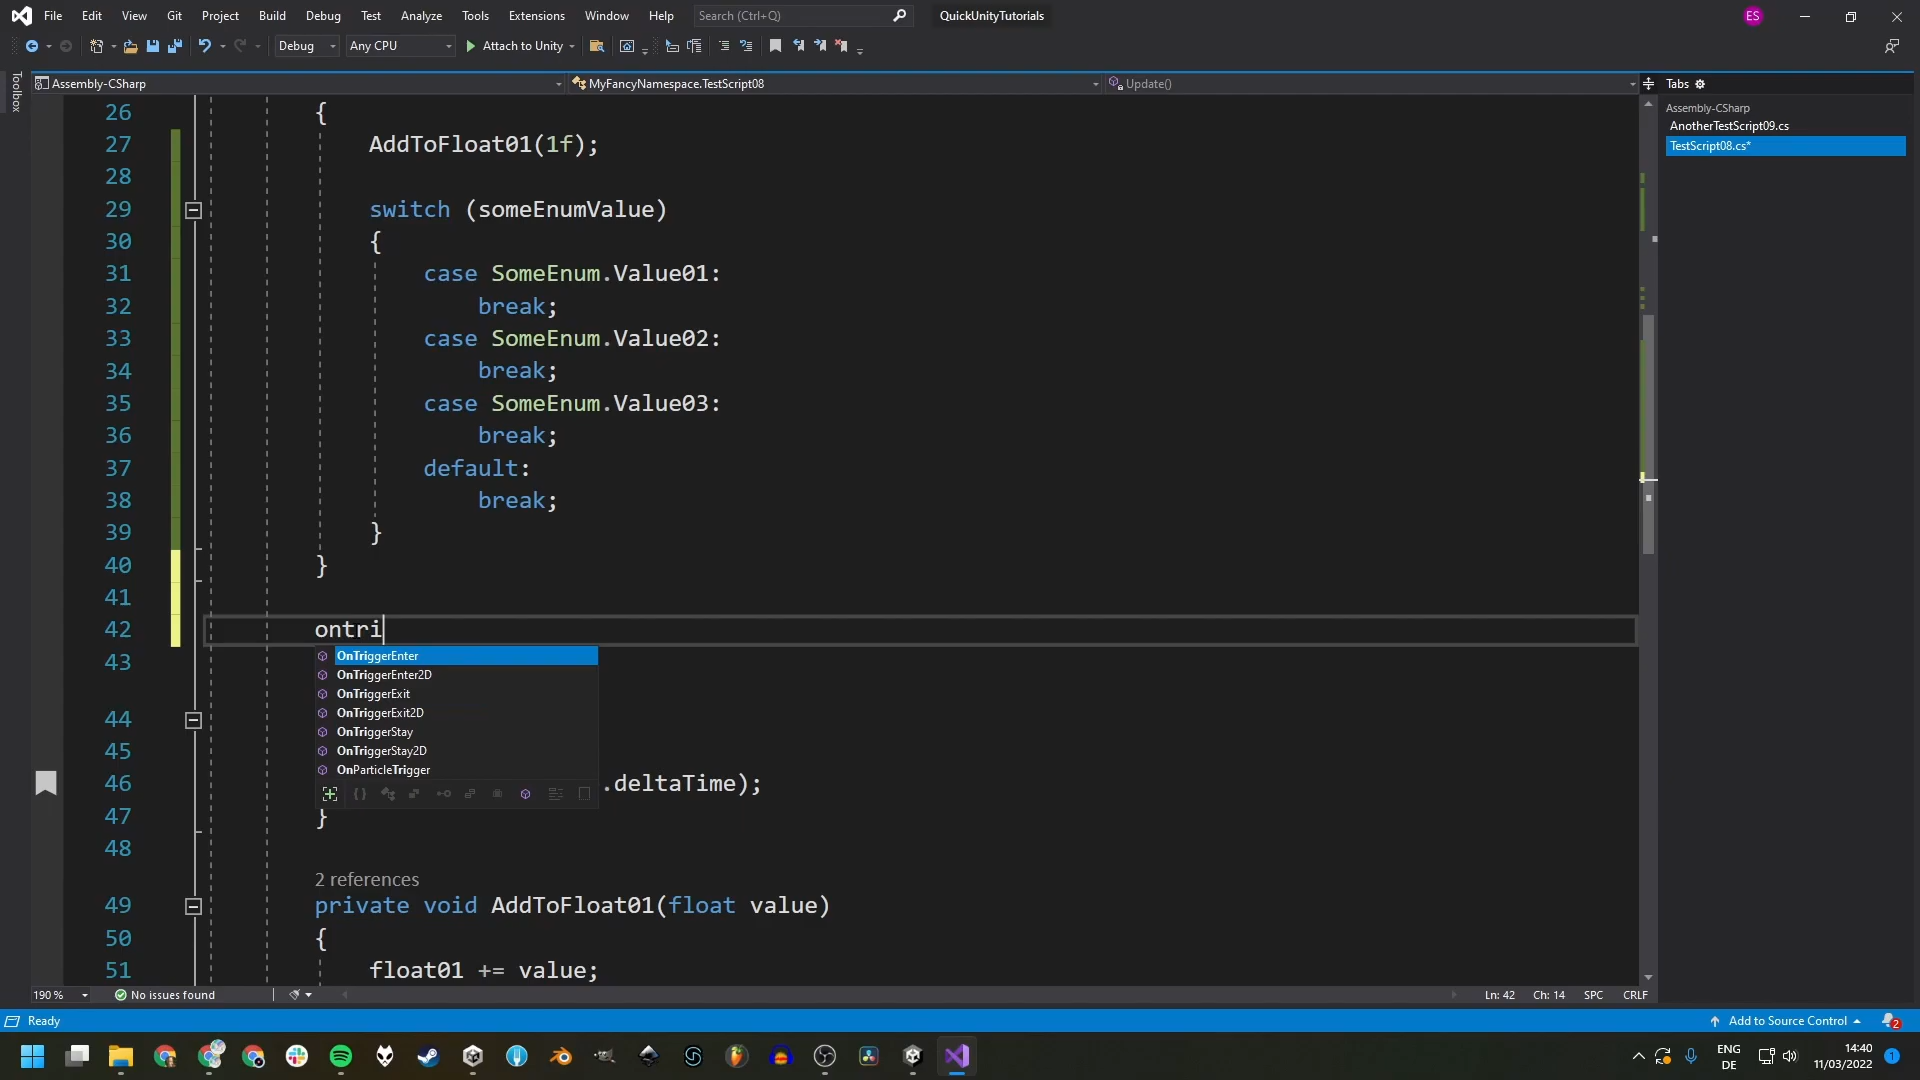 File Edit View Git Project Build Debug Test Analyze Tools Extensions Window Help Search (Ctrl+Q) QuickUnityTutorials ES
Debug Any CPU Attach to Unity
Toolbox
Assembly-CSharp MyFancyNamespace.TestScript08 Update() Tabs
Assembly-CSharp
AnotherTestScript09.cs
TestScript08.cs*
26 {
27 AddToFloat01(1f);
28
29 switch (someEnumValue)
30 {
31 case SomeEnum.Value01:
32 break;
33 case SomeEnum.Value02:
34 break;
35 case SomeEnum.Value03:
36 break;
37 default:
38 break;
39 }
40 }
41
42 ontri
OnTriggerEnter
OnTriggerEnter2D
OnTriggerExit
OnTriggerExit2D
OnTriggerStay
OnTriggerStay2D
OnParticleTrigger
43
44
45
46 .deltaTime);
47 }
48
2 references
49 private void AddToFloat01(float value)
50 {
51 float01 += value;
190 % No issues found Ln: 42 Ch: 14 SPC CRLF
Ready Add to Source Control 2
ENG
DE
14:40
11/03/2022
1